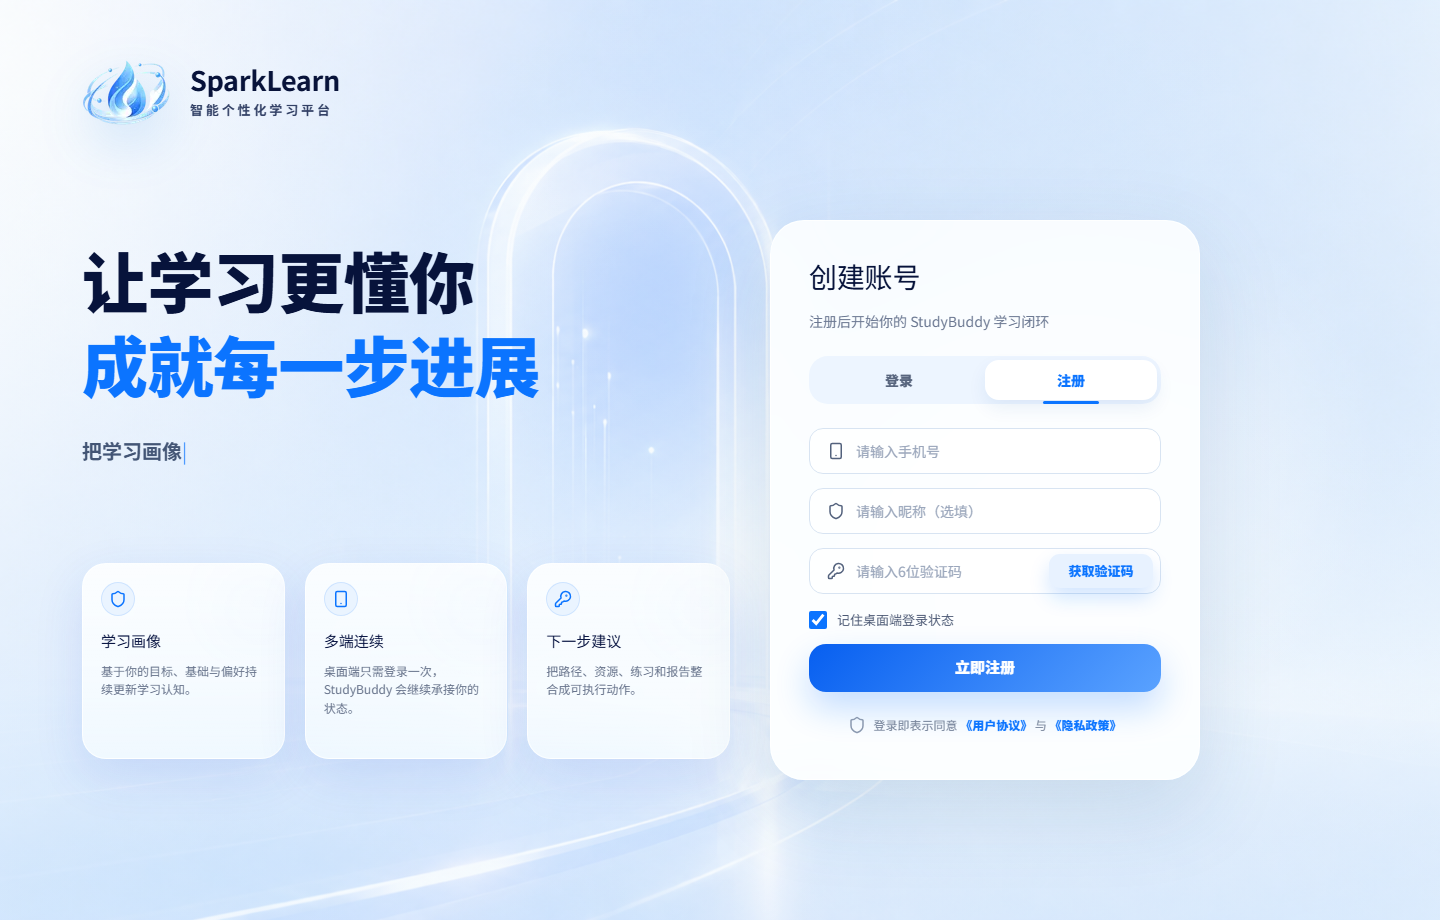 SparkLearn
智能个性化学习平台
让学习更懂你
成就每一步进展
把学习画像
学习画像
基于你的目标、基础与偏好持
续更新学习认知。
多端连续
桌面端只需登录一次，
StudyBuddy 会继续承接你的
状态。
下一步建议
把路径、资源、练习和报告整
合成可执行动作。
创建账号
注册后开始你的 StudyBuddy 学习闭环
登录 注册
请输入手机号
请输入昵称（选填）
请输入6位验证码 获取验证码
记住桌面端登录状态
立即注册
登录即表示同意 《用户协议》 与 《隐私政策》